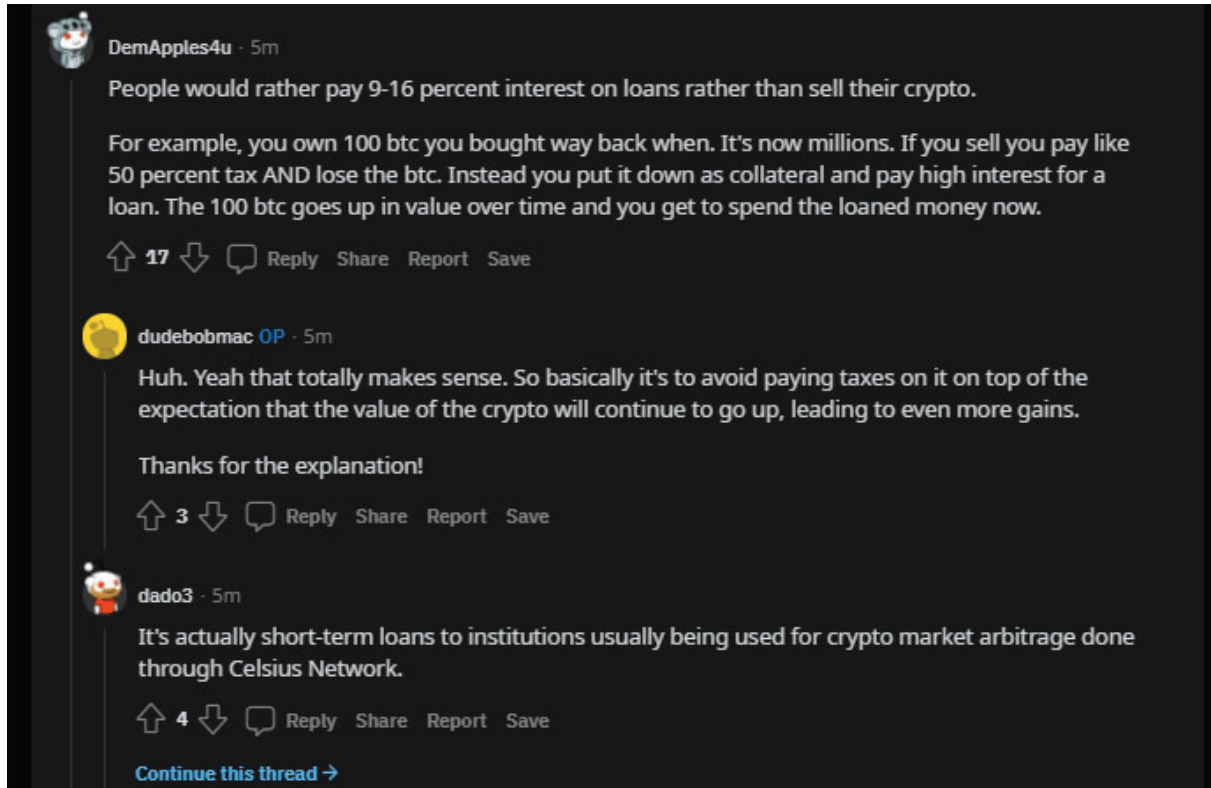 DemApples4u · 5m
People would rather pay 9-16 percent interest on loans rather than sell their crypto.
For example, you own 100 btc you bought way back when. It's now millions. If you sell you pay like
50 percent tax AND lose the btc. Instead you put it down as collateral and pay high interest for a
loan. The 100 btc goes up in value over time and you get to spend the loaned money now.
17 Reply Share Report Save
dudebobmac OP · 5m
Huh. Yeah that totally makes sense. So basically it's to avoid paying taxes on it on top of the
expectation that the value of the crypto will continue to go up, leading to even more gains.
Thanks for the explanation!
3 Reply Share Report Save
dado3 · 5m
It's actually short-term loans to institutions usually being used for crypto market arbitrage done
through Celsius Network.
4 Reply Share Report Save
Continue this thread →